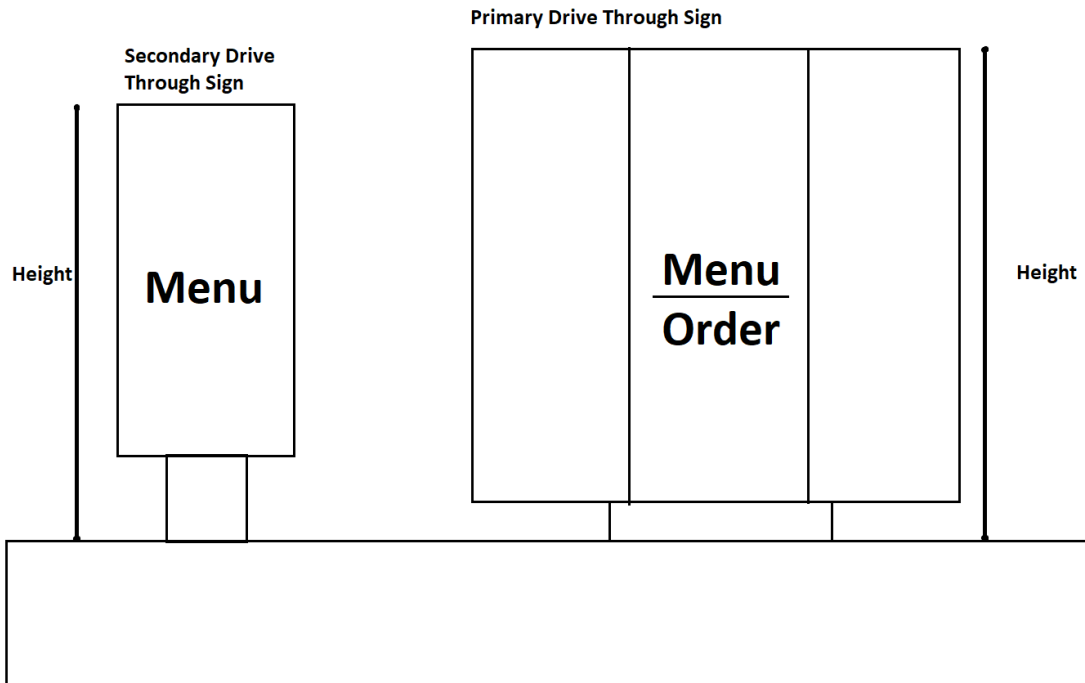 Primary Drive Through Sign
Secondary Drive
Through Sign
Height
Menu
Menu
Order
Height